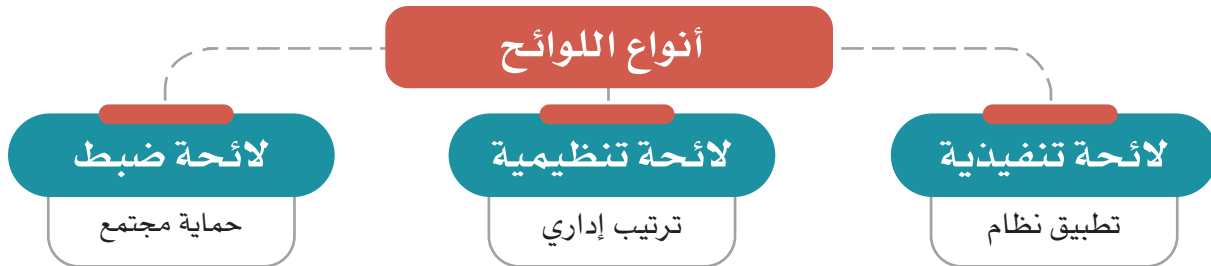 أنواع اللوائح
لائحة تنفيذية
تطبيق نظام
لائحة تنظيمية
ترتيب إداري
لائحة ضبط
حماية مجتمع